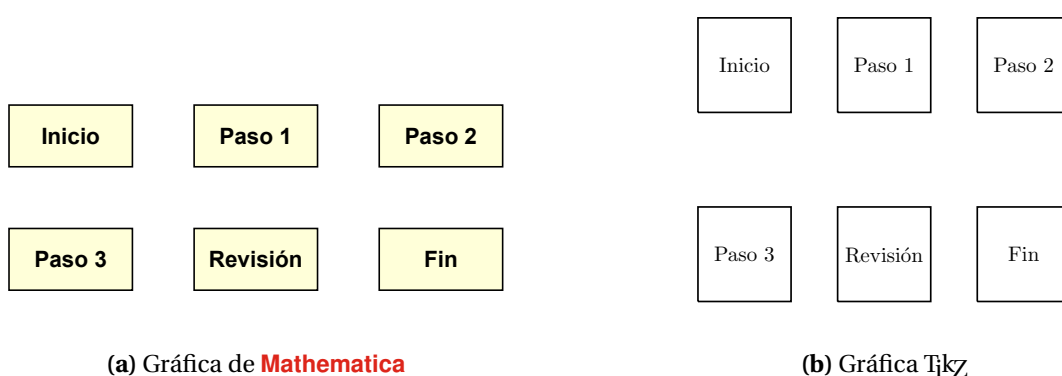 Inicio Paso 1 Paso 2
Paso 3 Revisión Fin
(a) Gráfica de Mathematica
Inicio Paso 1 Paso 2
Paso 3 Revisión Fin
(b) Gráfica TikZ